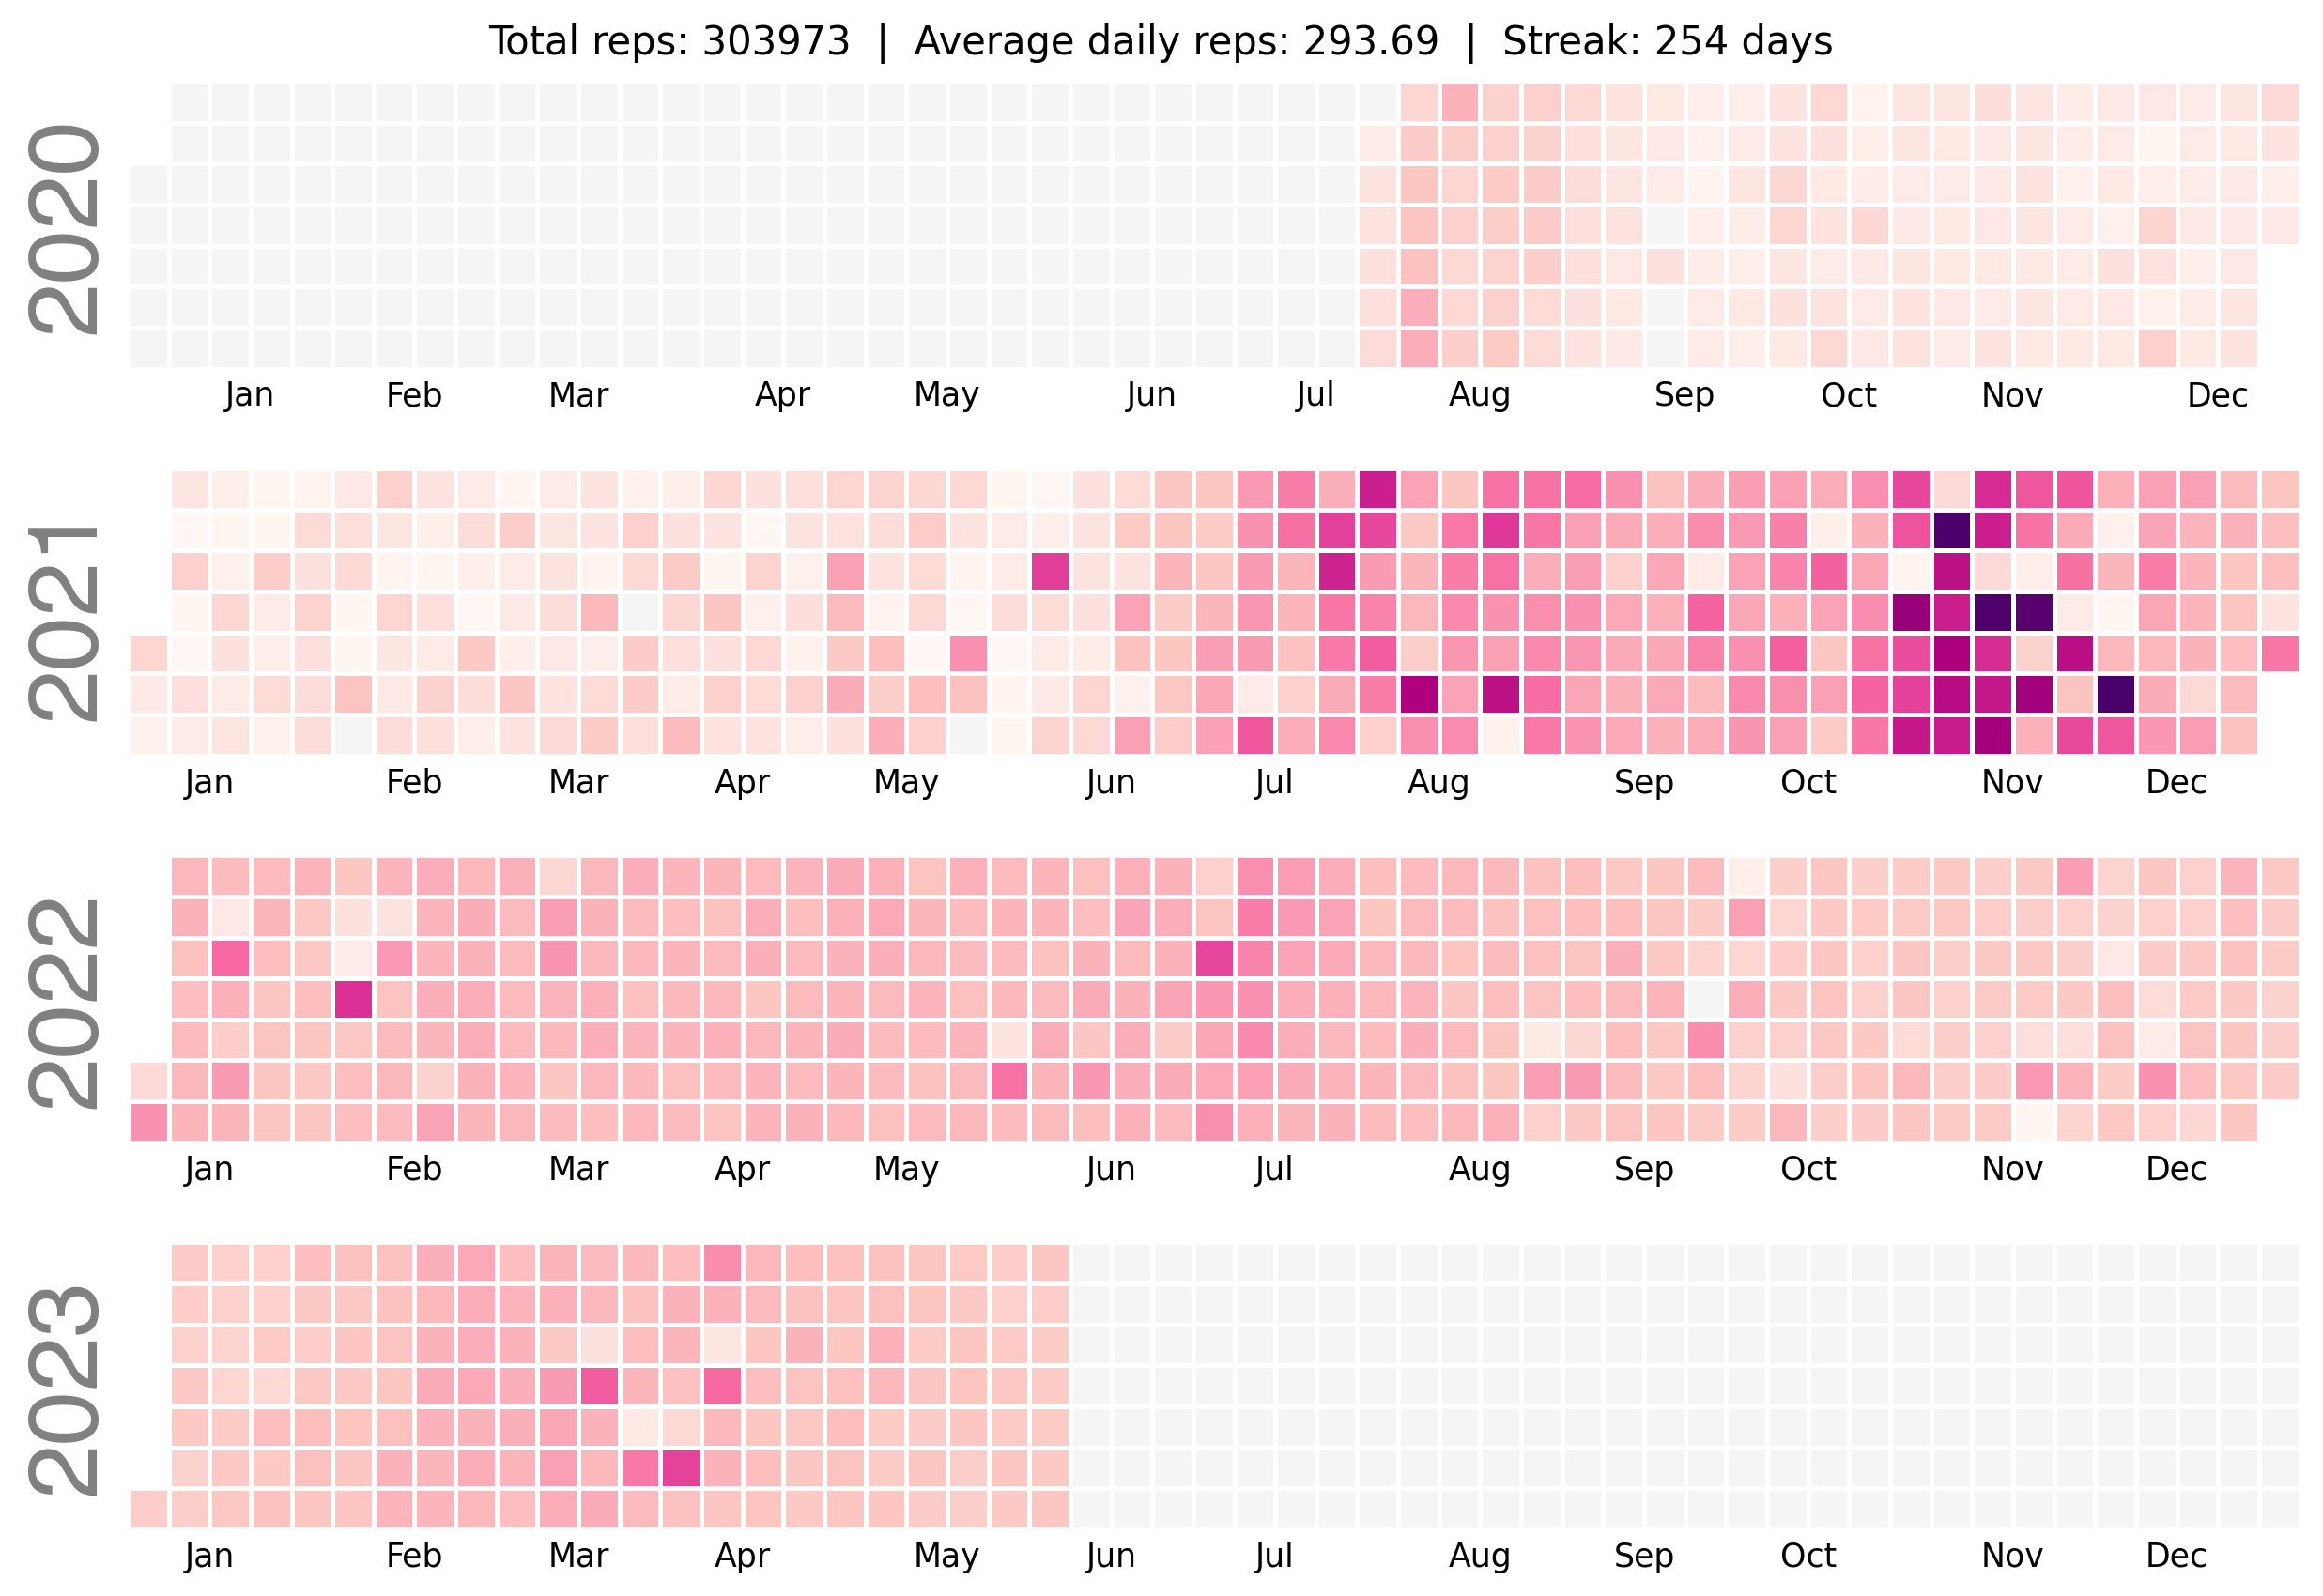 Total reps: 303973 | Average daily reps: 293.69 | Streak: 254 days
2020
Jan Feb Mar Apr May Jun Jul Aug Sep Oct Nov Dec
2021
Jan Feb Mar Apr May Jun Jul Aug Sep Oct Nov Dec
2022
Jan Feb Mar Apr May Jun Jul Aug Sep Oct Nov Dec
2023
Jan Feb Mar Apr May Jun Jul Aug Sep Oct Nov Dec